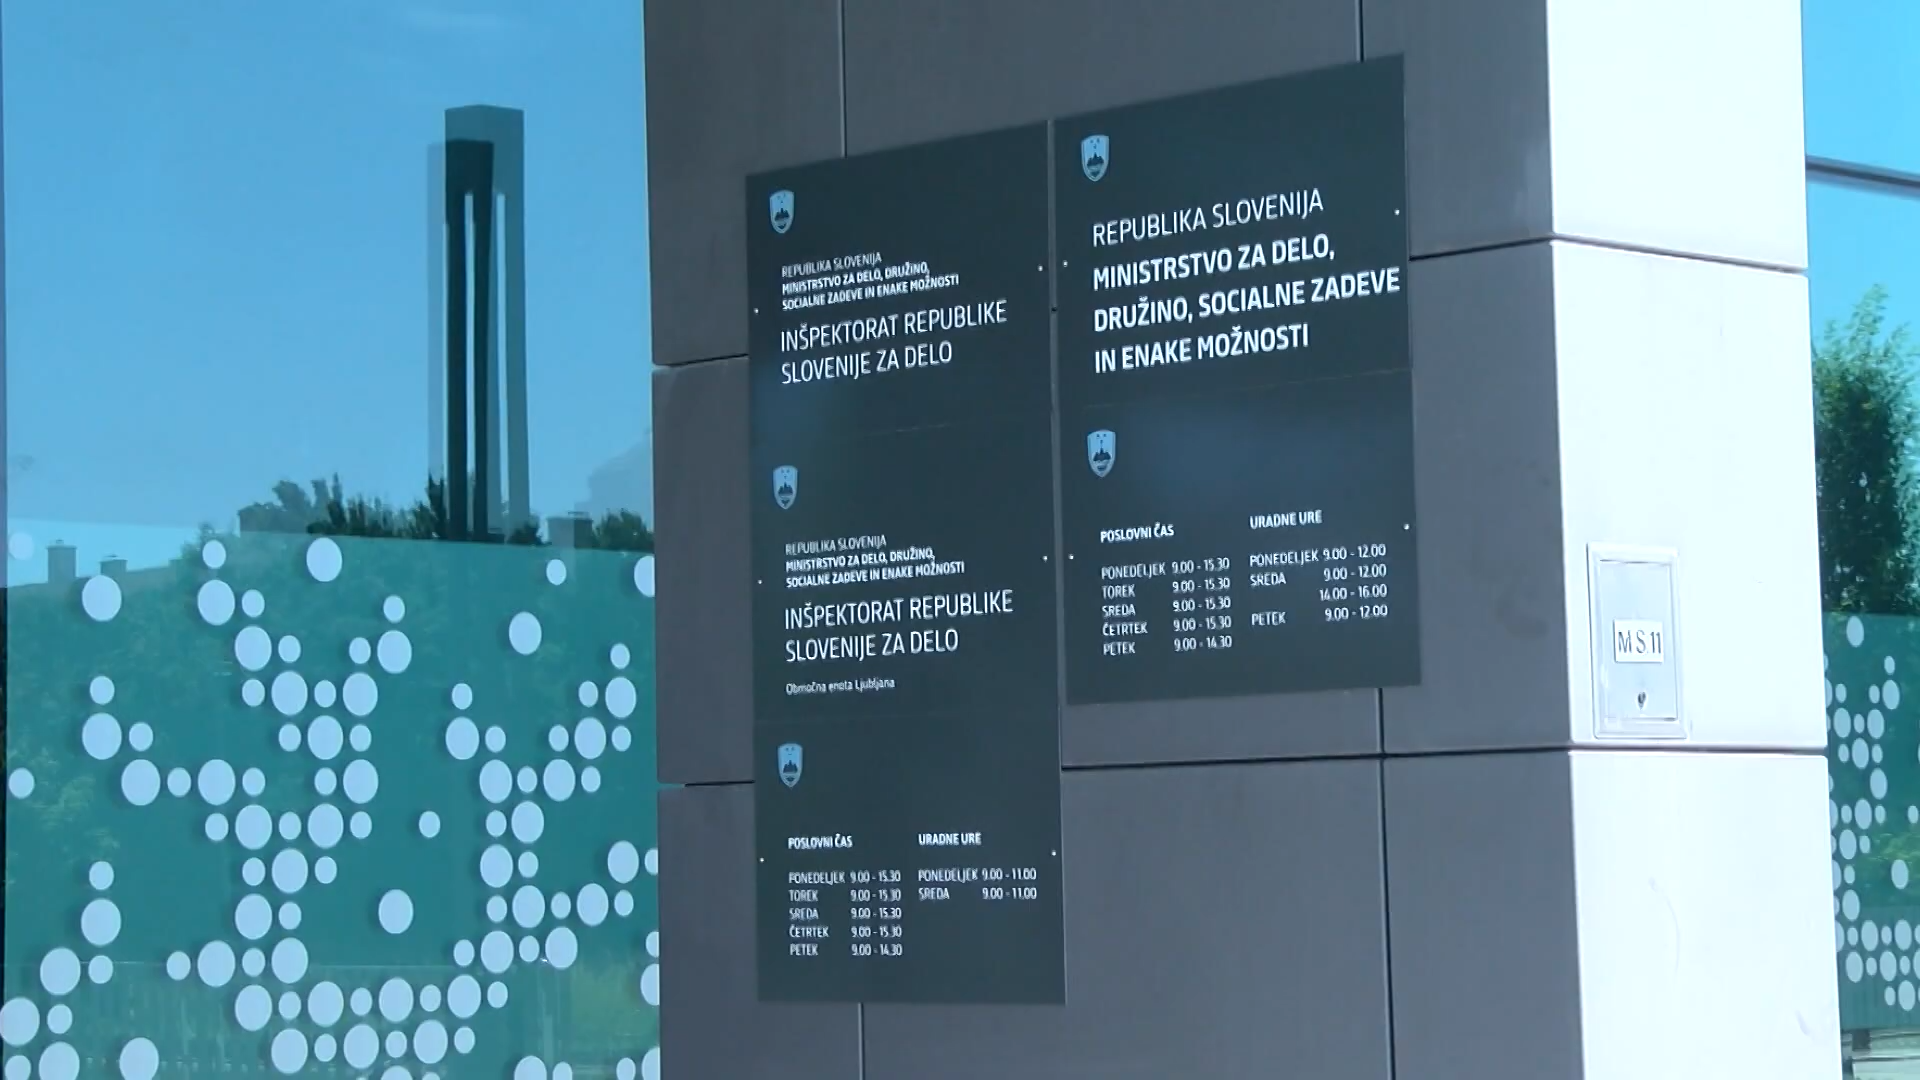 REPUBLIKA SLOVENIJA
MINISTRSTVO ZA DELO, DRUŽINO,
SOCIALNE ZADEVE IN ENAKE MOŽNOSTI
INŠPEKTORAT REPUBLIKE
SLOVENIJE ZA DELO
REPUBLIKA SLOVENIJA
MINISTRSTVO ZA DELO, DRUŽINO,
SOCIALNE ZADEVE IN ENAKE MOŽNOSTI
INŠPEKTORAT REPUBLIKE
SLOVENIJE ZA DELO
Območna enota Ljubljana
POSLOVNI ČAS URADNE URE
PONEDELJEK 9.00 - 15.30 PONEDELJEK 9.00 - 11.00
TOREK 9.00 - 15.30 SREDA 9.00 - 11.00
SREDA 9.00 - 15.30
ČETRTEK 9.00 - 15.30
PETEK 9.00 - 14.30
REPUBLIKA SLOVENIJA
MINISTRSTVO ZA DELO,
DRUŽINO, SOCIALNE ZADEVE
IN ENAKE MOŽNOSTI
POSLOVNI ČAS URADNE URE
PONEDELJEK 9.00 - 15.30 PONEDELJEK 9.00 - 12.00
TOREK 9.00 - 15.30 SREDA 9.00 - 12.00
SREDA 9.00 - 15.30 14.00 - 16.00
ČETRTEK 9.00 - 15.30 PETEK 9.00 - 12.00
PETEK 9.00 - 14.30
MS.11